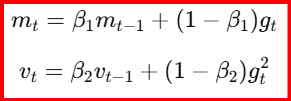 m_t = β_1 m_{t−1} + (1 − β_1) g_t
v_t = β_2 v_{t−1} + (1 − β_2) g_t^2